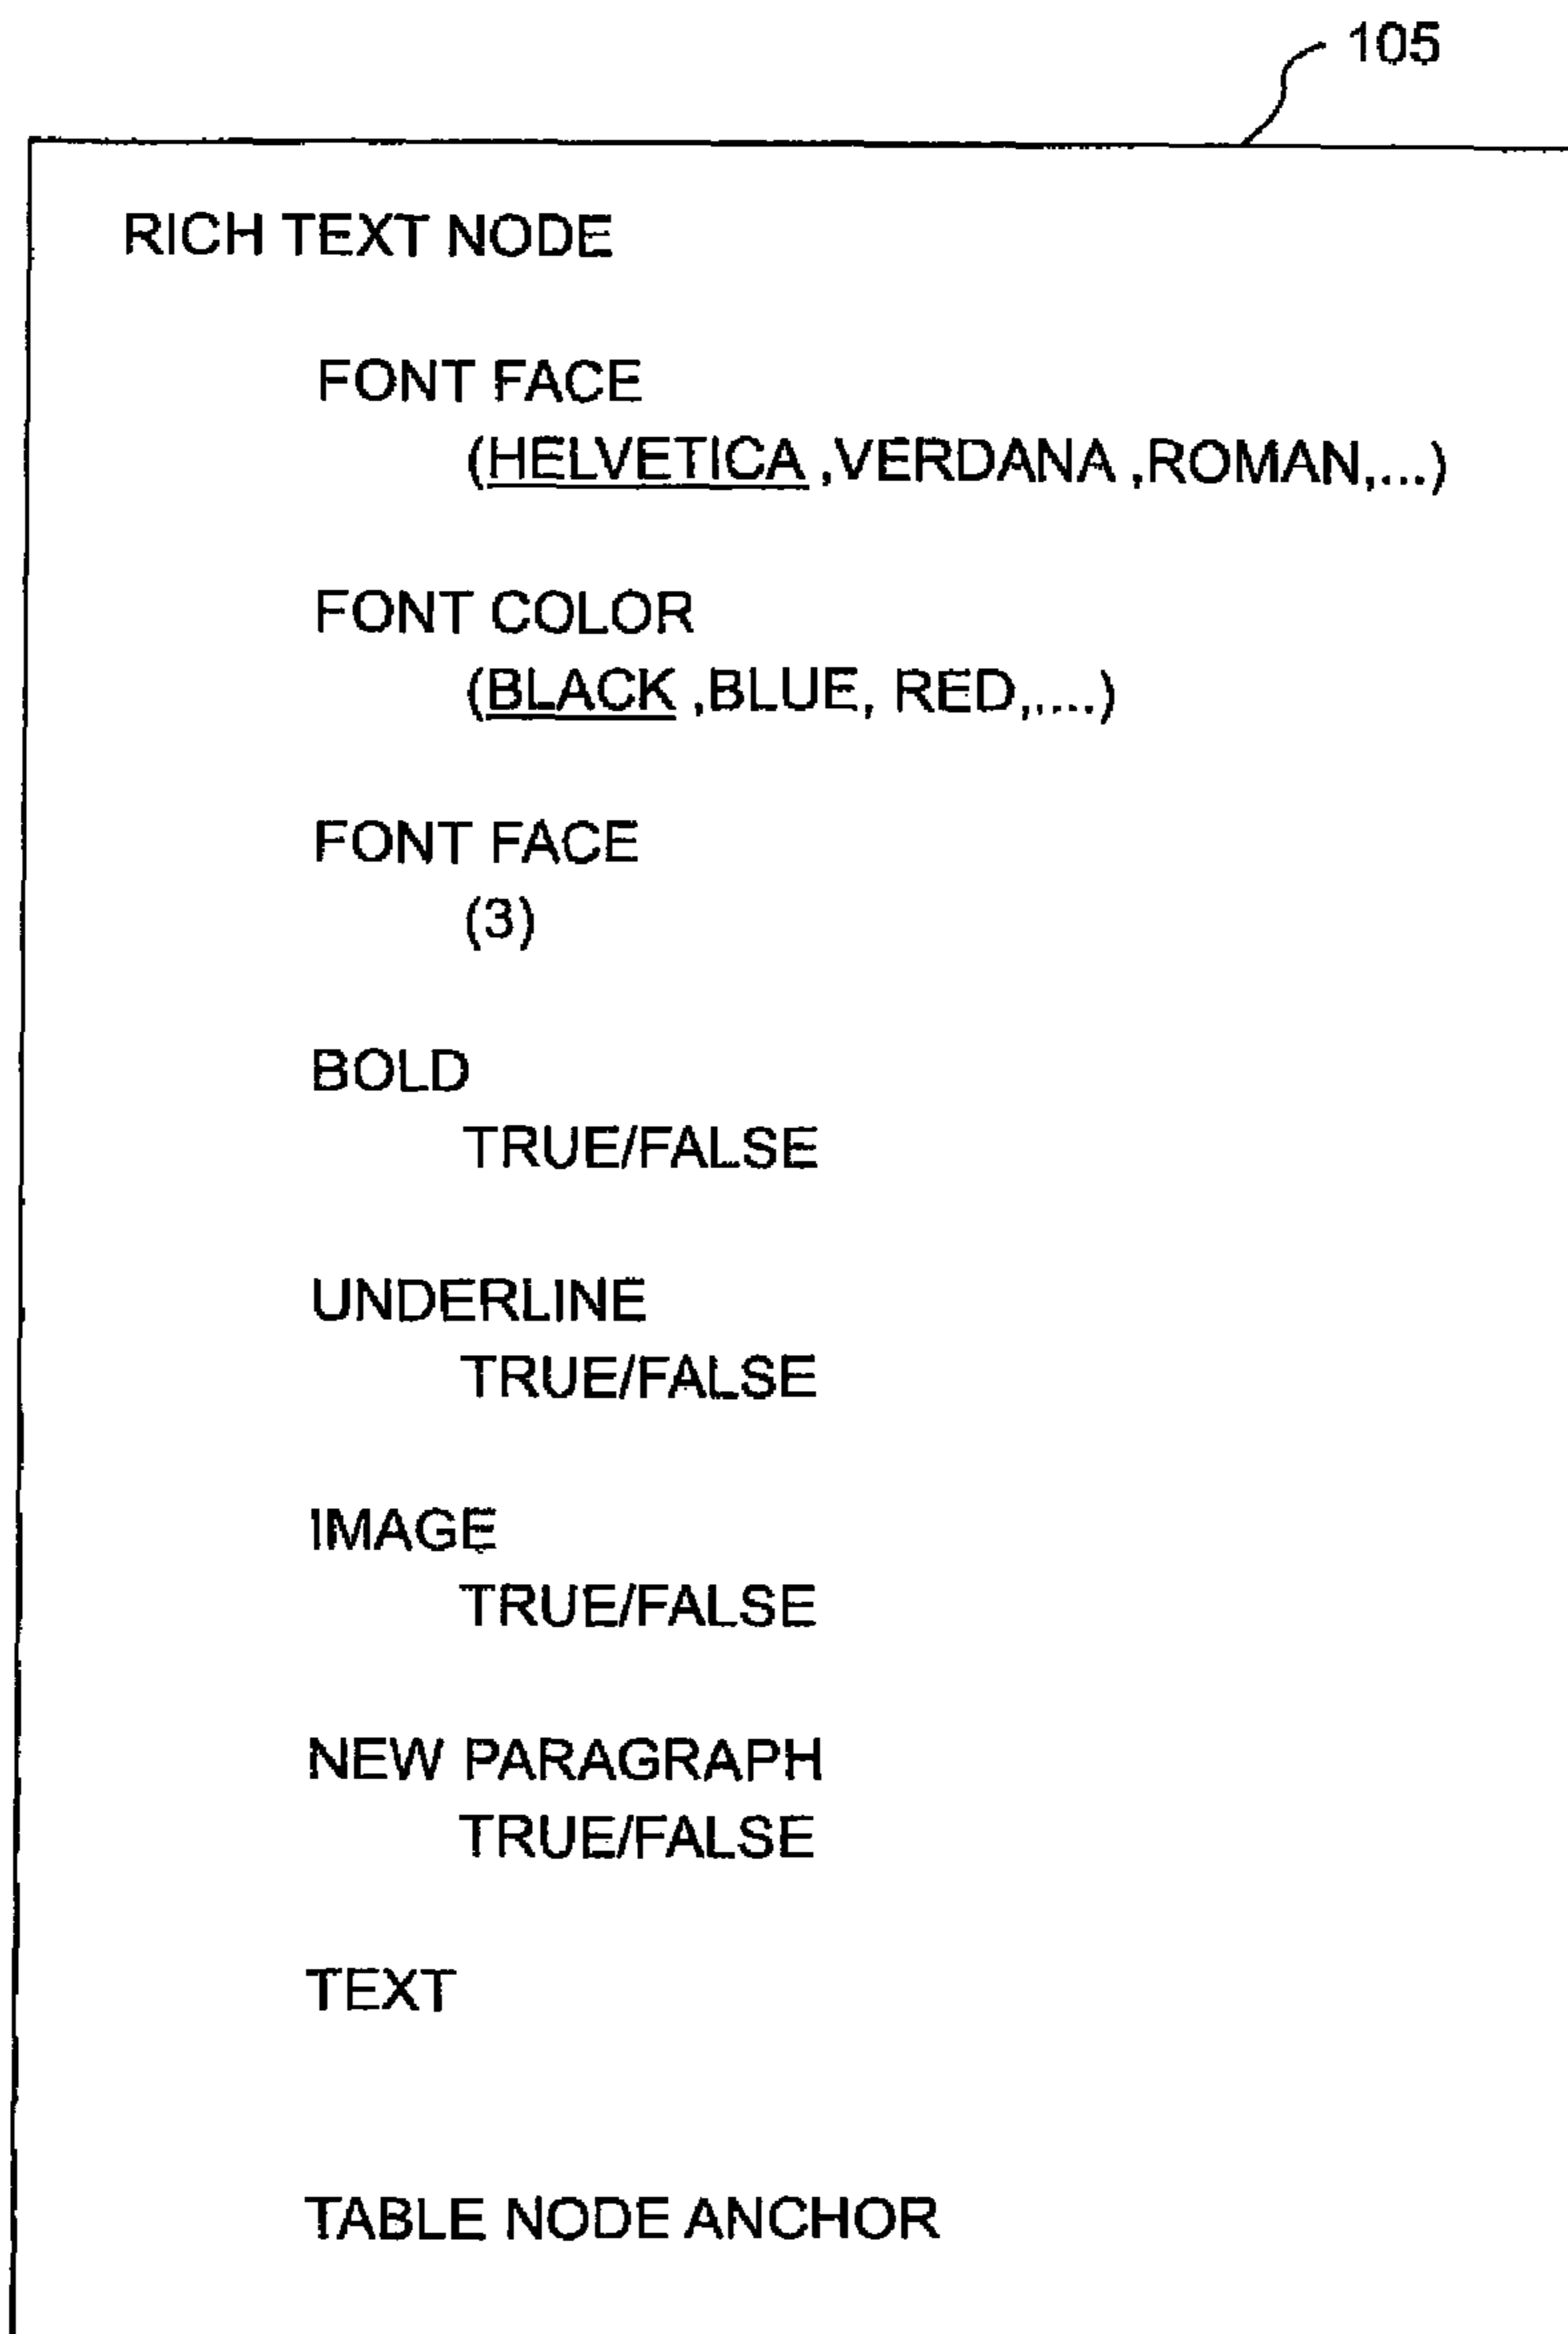 105
RICH TEXT NODE
FONT FACE
(HELVETICA ,VERDANA ,ROMAN,...)
FONT COLOR
(BLACK ,BLUE, RED,,...)
FONT FACE
(3)
BOLD
TRUE/FALSE
UNDERLINE
TRUE/FALSE
IMAGE
TRUE/FALSE
NEW PARAGRAPH
TRUE/FALSE
TEXT
TABLE NODE ANCHOR